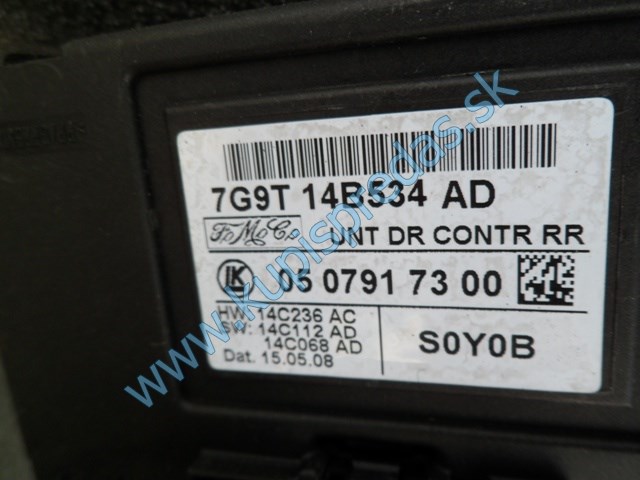 7G9T 14B534 AD
FoMoCo UNT DR CONTR RR
LK 05 0791 73 00
HW: 14C236 AC
SW: 14C112 AD
14C068 AD
Dat. 15.05.08
S0Y0B
www.kupispredas.sk